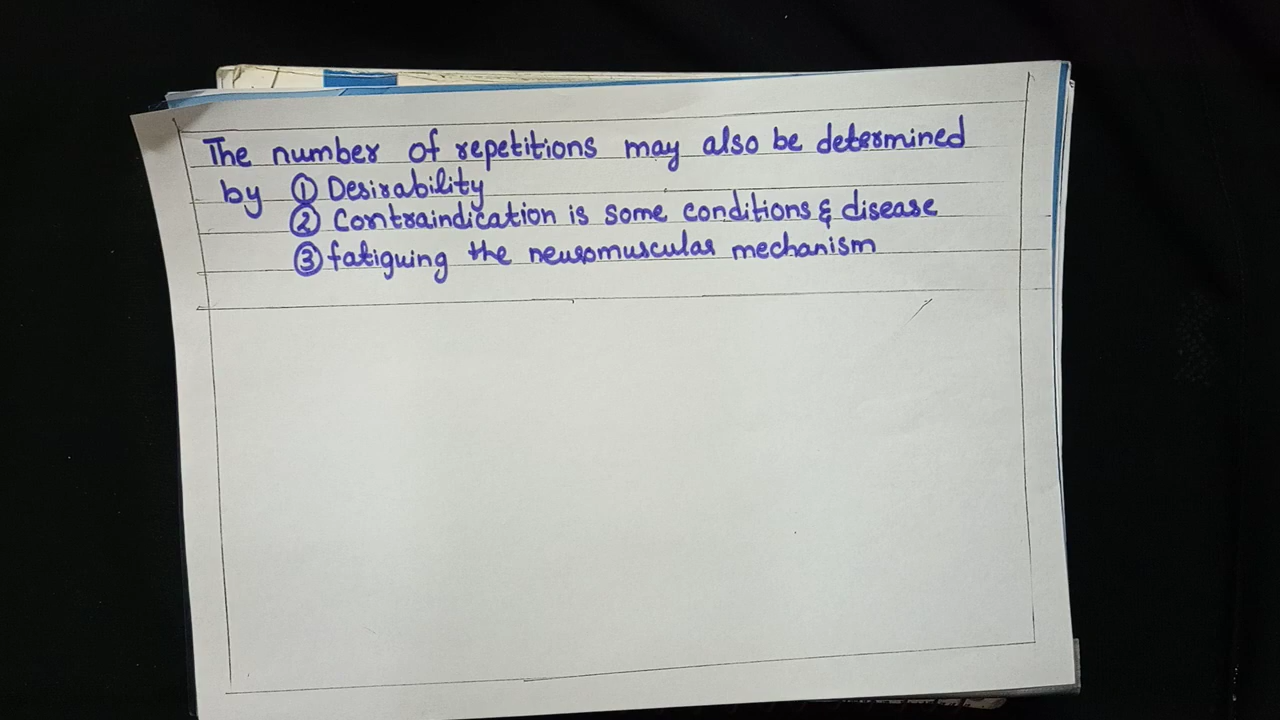 The number of repetitions may also be determined
by ① Desirability
② Contraindication is some conditions & disease
③ fatiguing the neuromuscular mechanism